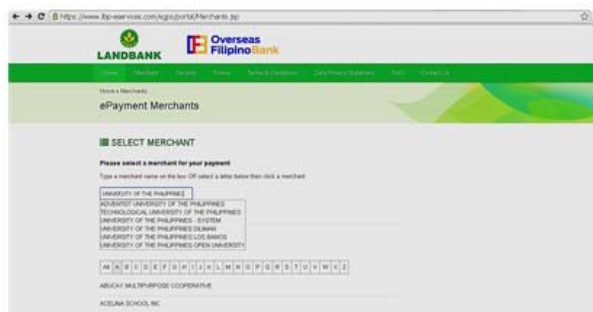 https://www.lbp-eservices.com/egps/portal/Merchants.jsp
LANDBANK
Overseas
Filipino Bank
Home Merchant Security Privacy Terms & Condition Data Privacy Statement FAQ Contact Us
Home » Merchants
ePayment Merchants
SELECT MERCHANT
Please select a merchant for your payment
Type a merchant name on the box OR select a letter below then click a merchant
UNIVERSITY OF THE PHILIPPINES
ADVENTIST UNIVERSITY OF THE PHILIPPINES
TECHNOLOGICAL UNIVERSITY OF THE PHILIPPINES
UNIVERSITY OF THE PHILIPPINES - SYSTEM
UNIVERSITY OF THE PHILIPPINES DILIMAN
UNIVERSITY OF THE PHILIPPINES LOS BANOS
UNIVERSITY OF THE PHILIPPINES OPEN UNIVERSITY
All A B C D E F G H I J K L M N O P Q R S T U V W X Z
ABUCAY MULTIPURPOSE COOPERATIVE
ACELINA SCHOOL INC